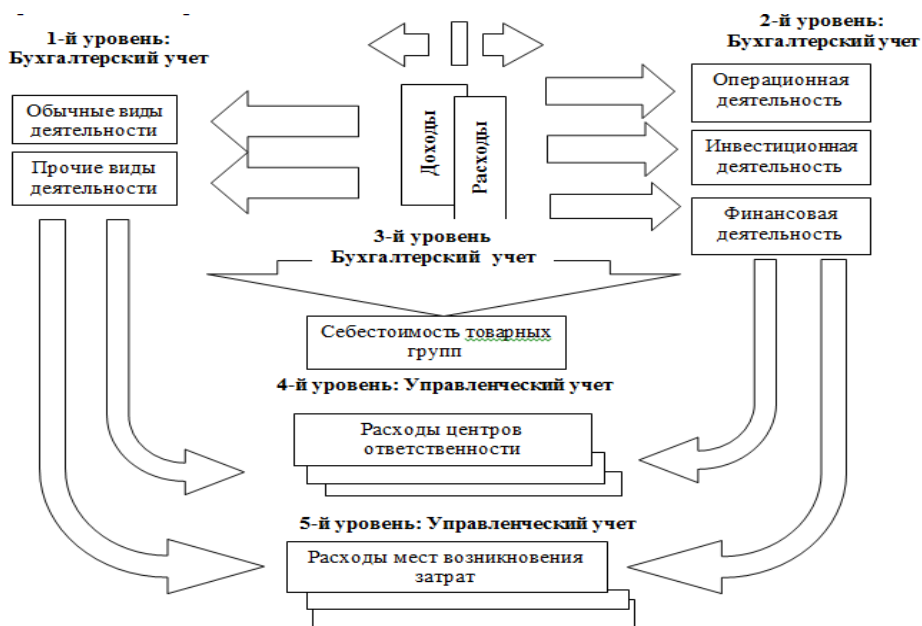 1-й уровень:
Бухгалтерский учет
2-й уровень:
Бухгалтерский учет
Обычные виды
деятельности
Прочие виды
деятельности
Доходы
Расходы
Операционная
деятельность
Инвестиционная
деятельность
Финансовая
деятельность
3-й уровень
Бухгалтерский учет
Себестоимость товарных
групп
4-й уровень: Управленческий учет
Расходы центров
ответственности
5-й уровень: Управленческий учет
Расходы мест возникновения
затрат